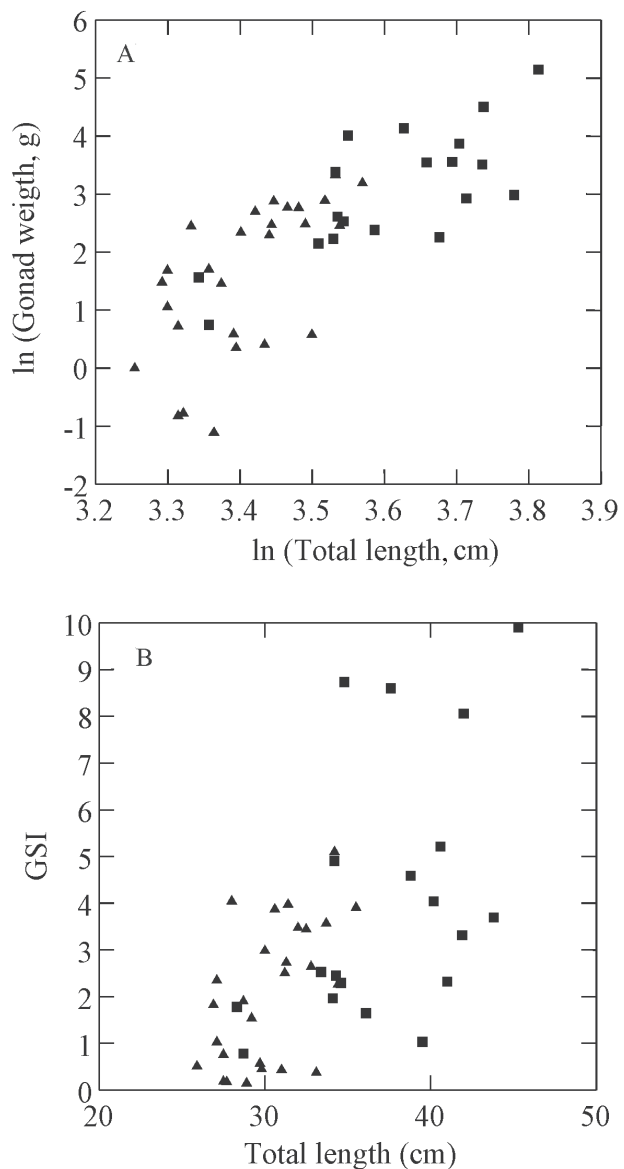 A
6
5
4
3
2
1
0
-1
-2
ln (Gonad weigth, g)
3.2 3.3 3.4 3.5 3.6 3.7 3.8 3.9
ln (Total length, cm)
B
10
9
8
7
6
5
4
3
2
1
0
GSI
20 30 40 50
Total length (cm)